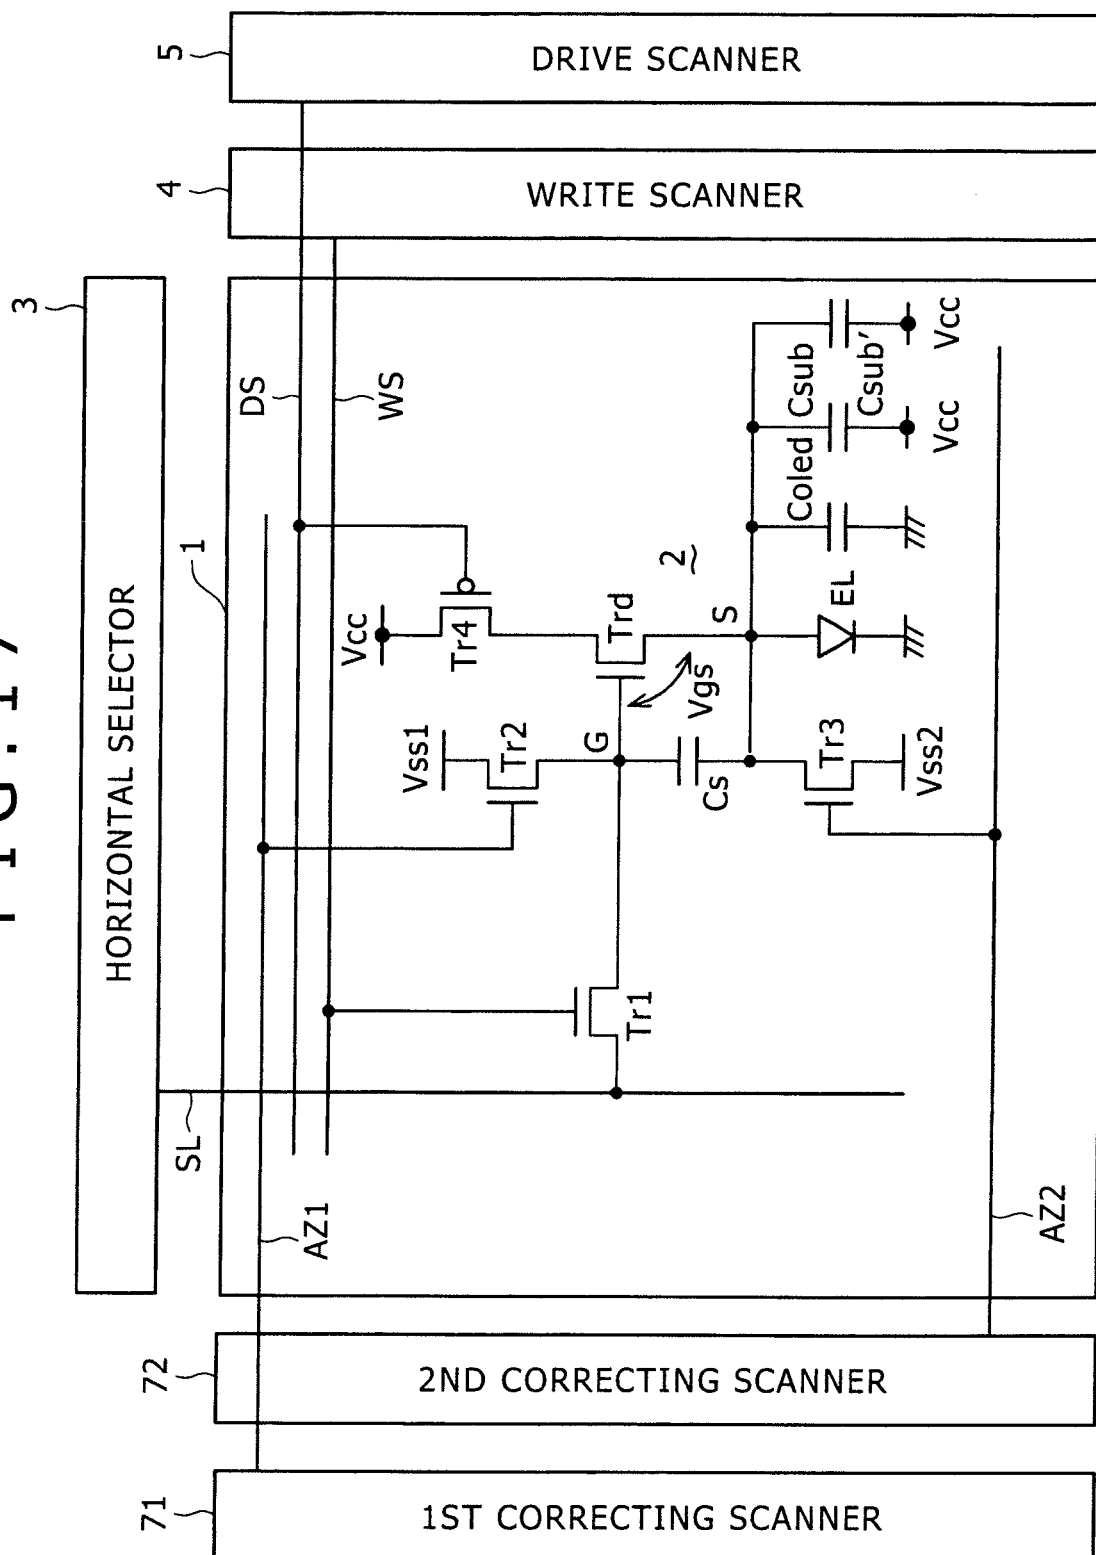 FIG.17
3
HORIZONTAL SELECTOR
5
DRIVE SCANNER
4
WRITE SCANNER
1
DS
WS
SL
AZ1
Vcc
Tr4
Vss1
Tr2
Trd
G
Vgs
S
2
Cs
Tr1
Tr3
Vss2
EL
Coled
Csub
Csub'
Vcc
Vcc
AZ2
72
2ND CORRECTING SCANNER
71
1ST CORRECTING SCANNER